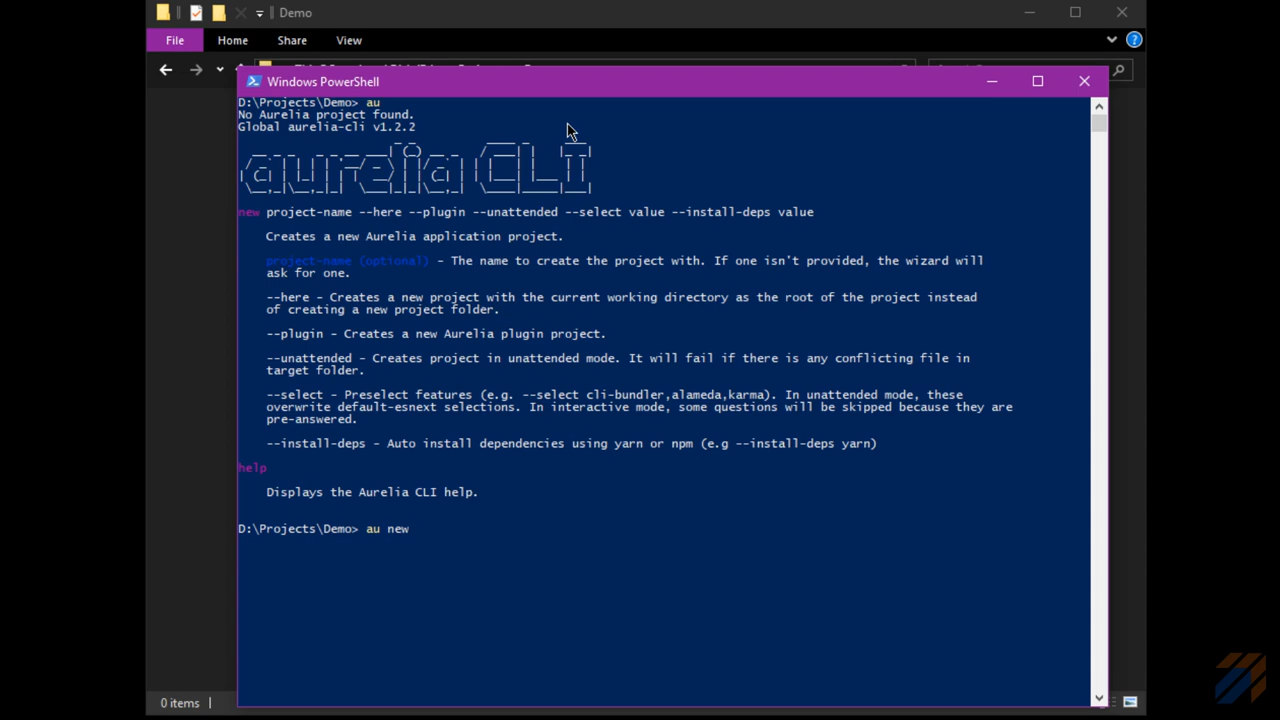 Demo
File Home Share View
Windows PowerShell
D:\Projects\Demo> au
No Aurelia project found.
Global aurelia-cli v1.2.2
aurelia CLI
new project-name --here --plugin --unattended --select value --install-deps value
Creates a new Aurelia application project.
project-name (optional) - The name to create the project with. If one isn't provided, the wizard will
ask for one.
--here - Creates a new project with the current working directory as the root of the project instead
of creating a new project folder.
--plugin - Creates a new Aurelia plugin project.
--unattended - Creates project in unattended mode. It will fail if there is any conflicting file in
target folder.
--select - Preselect features (e.g. --select cli-bundler,alameda,karma). In unattended mode, these
overwrite default-esnext selections. In interactive mode, some questions will be skipped because they are
pre-answered.
--install-deps - Auto install dependencies using yarn or npm (e.g --install-deps yarn)
help
Displays the Aurelia CLI help.
D:\Projects\Demo> au new
0 items